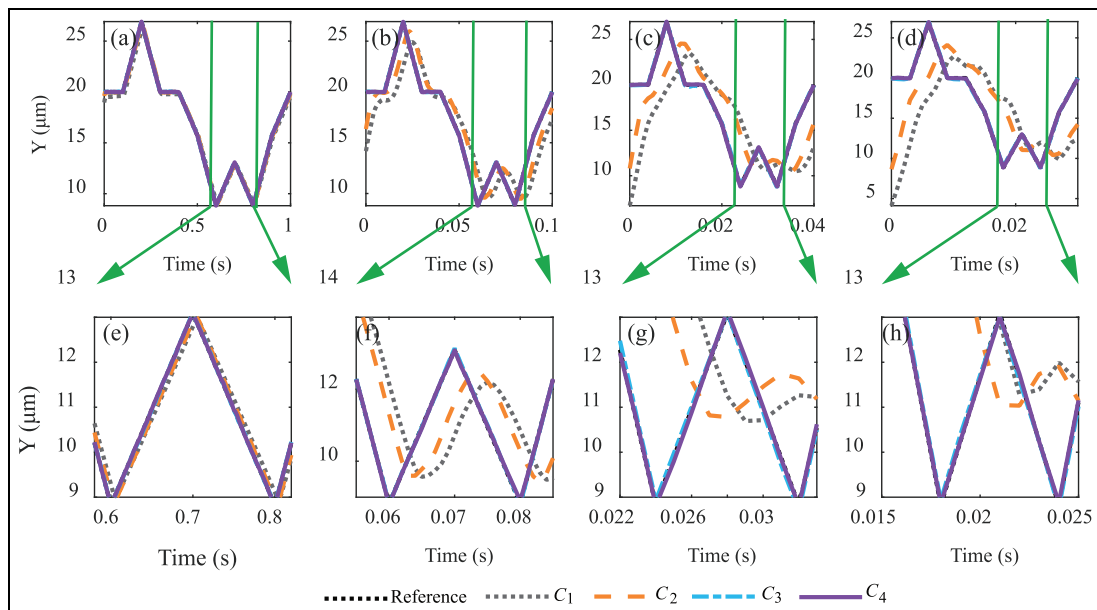 (a) (b) (c) (d)
25 25 25 25
20 20 20 20
15 15 15 15
10 10 10 10
5
Y (μm)
0 0.5 1 0 0.05 0.1 0 0.02 0.04 0 0.02
Time (s) Time (s) Time (s) Time (s)
13 14 13 13
(e) (f) (g) (h)
12 12 12 12
11 11 11
10 10 10 10
9 9 9
Y (μm)
0.6 0.7 0.8 0.06 0.07 0.08 0.022 0.026 0.03 0.015 0.02 0.025
Time (s) Time (s) Time (s) Time (s)
Reference C1 C2 C3 C4